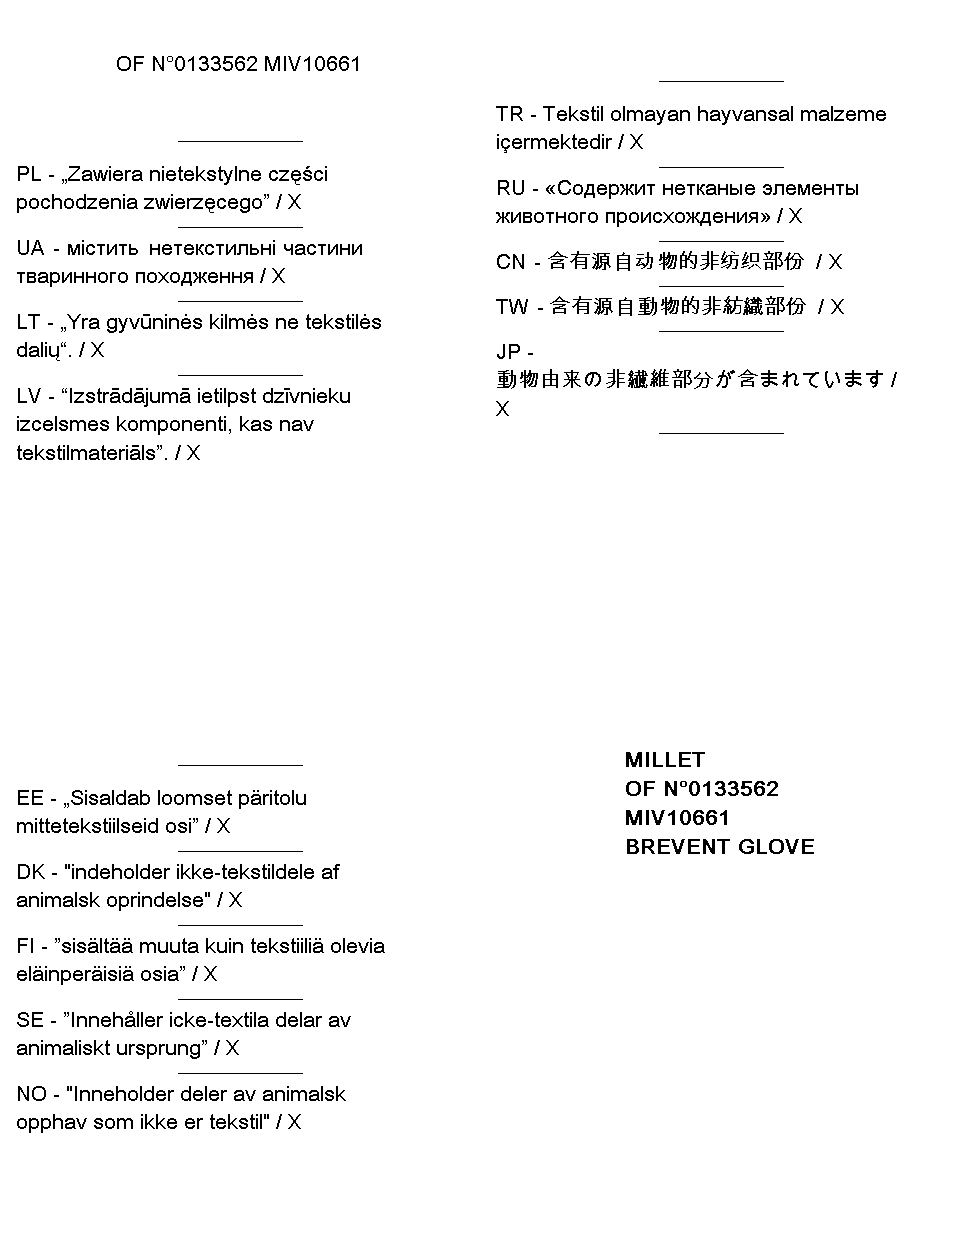 OF N°0133562 MIV10661
PL - „Zawiera nietekstylne części
pochodzenia zwierzęcego” / X
UA - містить нетекстильні частини
тваринного походження / X
LT - „Yra gyvūninės kilmės ne tekstilės
dalių“. / X
LV - “Izstrādājumā ietilpst dzīvnieku
izcelsmes komponenti, kas nav
tekstilmateriāls”. / X
TR - Tekstil olmayan hayvansal malzeme
içermektedir / X
RU - «Содержит нетканые элементы
животного происхождения» / X
CN - 含有源自动物的非纺织部份 / X
TW - 含有源自動物的非紡織部份 / X
JP -
動物由来の非繊維部分が含まれています /
X
EE - „Sisaldab loomset päritolu
mittetekstiilseid osi” / X
DK - "indeholder ikke-tekstildele af
animalsk oprindelse" / X
FI - ”sisältää muuta kuin tekstiiliä olevia
eläinperäisiä osia” / X
SE - ”Innehåller icke-textila delar av
animaliskt ursprung” / X
NO - "Inneholder deler av animalsk
opphav som ikke er tekstil" / X
MILLET
OF N°0133562
MIV10661
BREVENT GLOVE